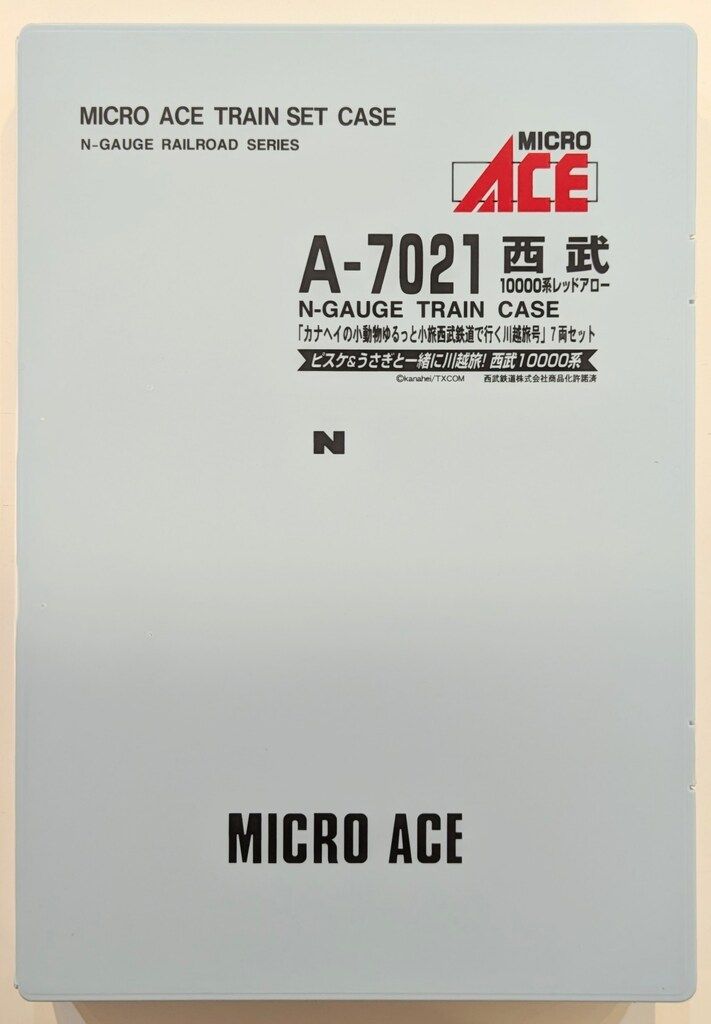 MICRO ACE TRAIN SET CASE
N-GAUGE RAILROAD SERIES
MICRO
ACE
A-7021 西武
10000系レッドアロー
N-GAUGE TRAIN CASE
「カナヘイの小動物ゆるっと小旅西武鉄道で行く川越旅号」7両セット
ピスケ&うさぎと一緒に川越旅! 西武10000系
©kanahei/TXCOM 西武鉄道株式会社商品化許諾済
N
MICRO ACE